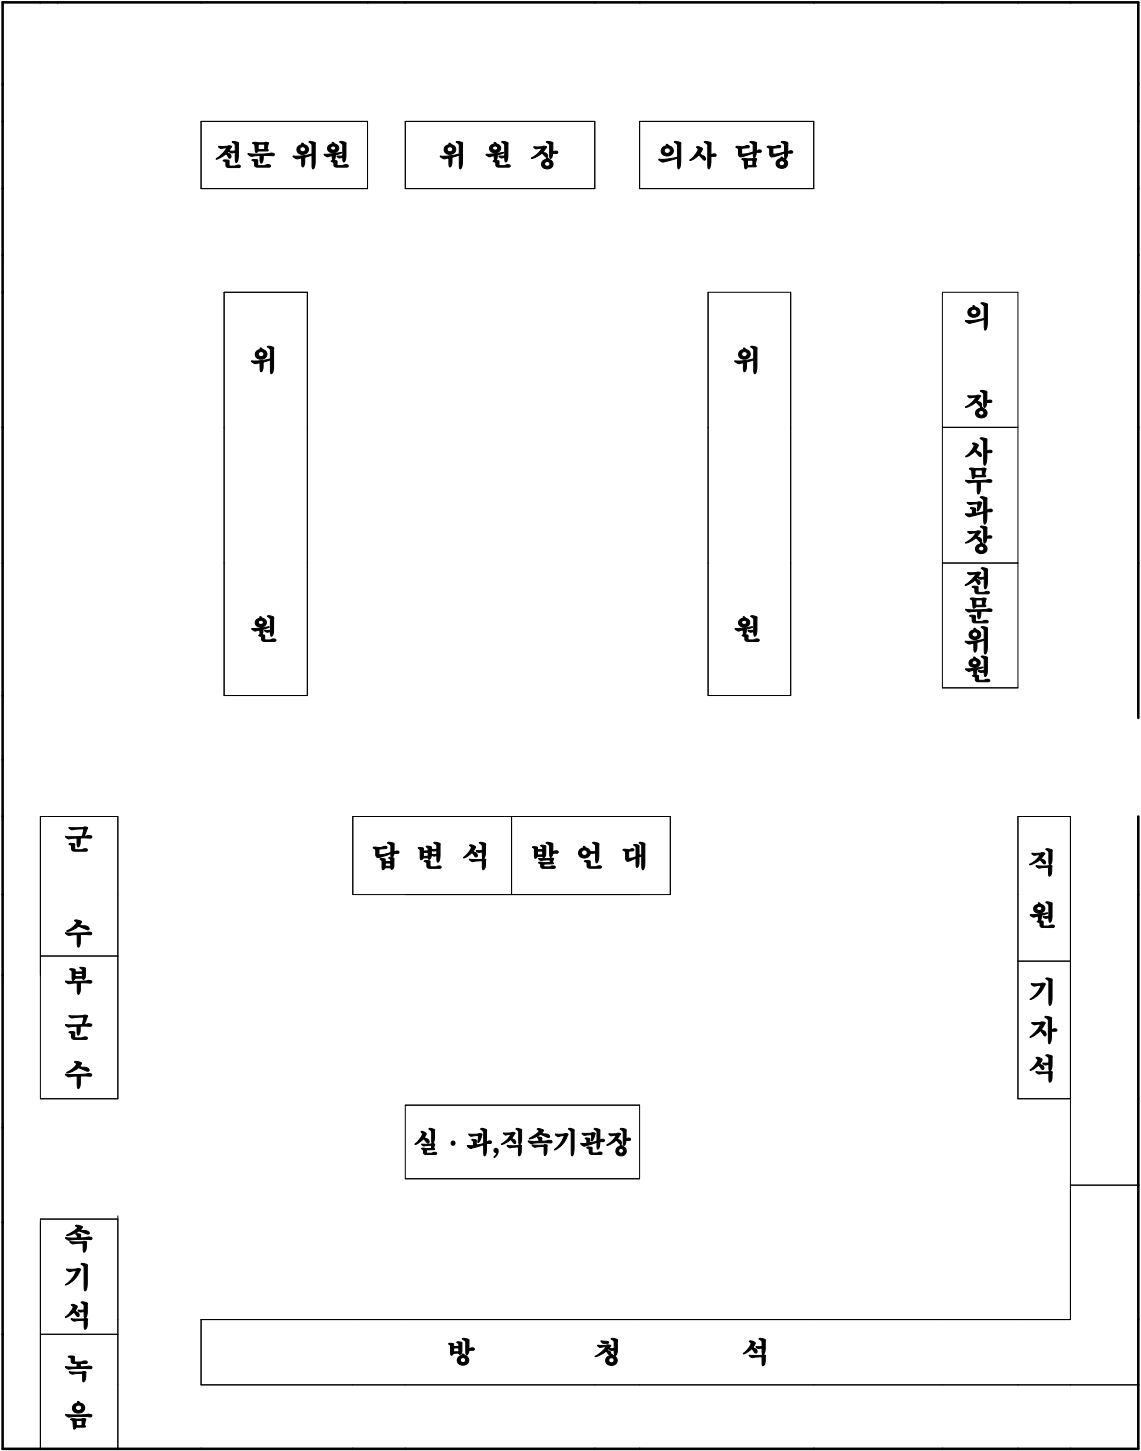 전문 위원
위 원 장
의사 담당
위 원
위 원
의 장
사무과장
전문위원
군 수
부군수
답 변 석
발 언 대
직원
기자석
실 · 과,직속기관장
속기석
녹음
방 청 석